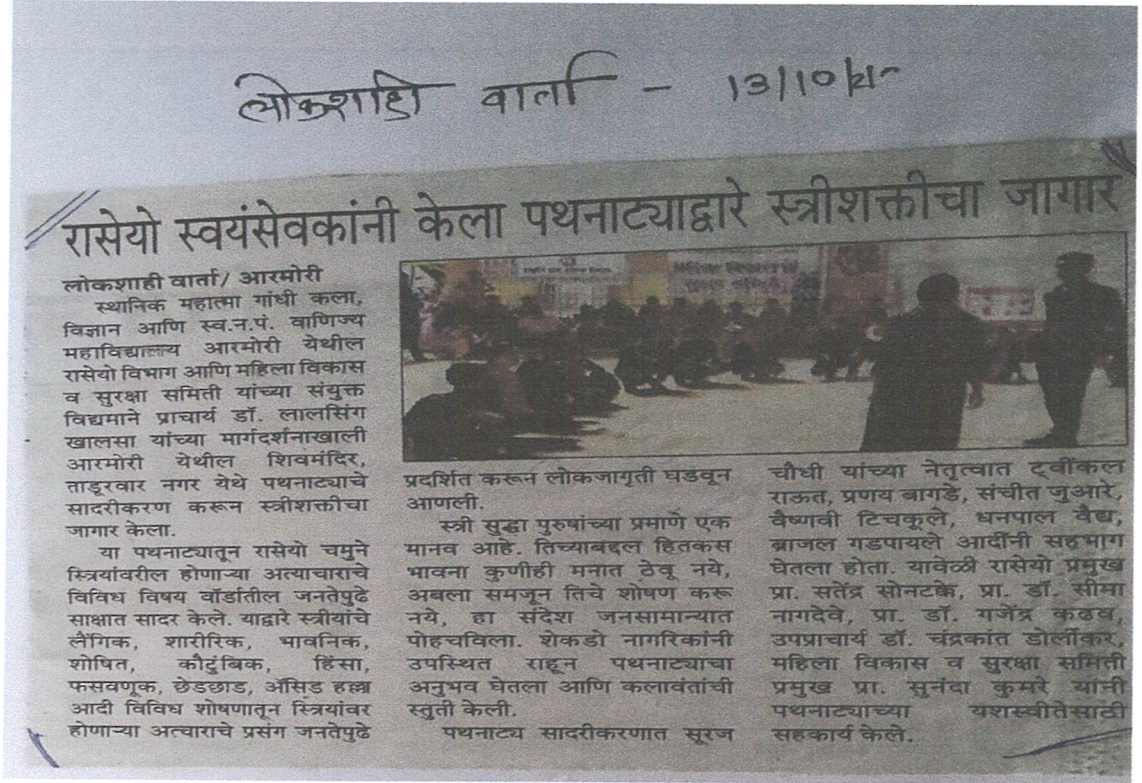 लोकशाही वार्ता - 13/10/21
रासेयो स्वयंसेवकांनी केला पथनाट्याद्वारे स्त्रीशक्तीचा जागार
लोकशाही वार्ता/ आरमोरी
स्थानिक महात्मा गांधी कला,
विज्ञान आणि स्व.न.पं. वाणिज्य
महाविद्यालाय आरमोरी येथील
रासेयो विभाग आणि महिला विकास
व सुरक्षा समिती यांच्या संयुक्त
विद्यमाने प्राचार्य डॉ. लालसिंग
खालसा यांच्या मार्गदर्शनाखाली
आरमोरी येथील शिवमंदिर,
ताडूरवार नगर येथे पथनाट्याचे
सादरीकरण करून स्त्रीशक्तीचा
जागार केला.
या पथनाट्यातून रासेयो चमुने
स्त्रियांवरील होणाऱ्या अत्याचाराचे
विविध विषय वॉर्डातील जनतेपुढे
साक्षात सादर केले. याद्वारे स्त्रीयांचे
लैंगिक, शारीरिक, भावनिक,
शोषित, कौटुंबिक, हिंसा,
फसवणूक, छेडछाड, ॲसिड हल्ला
आदी विविध शोषणातून स्त्रियांवर
होणाऱ्या अत्चाराचे प्रसंग जनतेपुढे
प्रदर्शित करून लोकजागृती घडवून
आणली.
स्त्री सुद्धा पुरुषांच्या प्रमाणे एक
मानव आहे. तिच्याबद्दल हितकस
भावना कुणीही मनात ठेवू नये,
अबला समजून तिचे शोषण करू
नये, हा संदेश जनसामान्यात
पोहचविला. शेकडो नागरिकांनी
उपस्थित राहून पथनाट्याचा
अनुभव घेतला आणि कलावंतांची
स्तुती केली.
पथनाट्य सादरीकरणात सूरज
चौधी यांच्या नेतृत्वात ट्वींकल
राऊत, प्रणय बागडे, संचीत जुआरे,
वैष्णवी टिचकूले, धनपाल वैद्य,
ब्राजल गडपायले आदींनी सहभाग
घेतला होता. यावेळी रासेयो प्रमुख
प्रा. सतेंद्र सोनटक्के, प्रा. डॉ. सीमा
नागदेवे, प्रा. डॉ. गजेंद्र कढव,
उपप्राचार्य डॉ. चंद्रकांत डोर्लीकर,
महिला विकास व सुरक्षा समिती
प्रमुख प्रा. सुनंदा कुमरे यांनी
पथनाट्याच्या यशस्वीतेसाठी
सहकार्य केले.